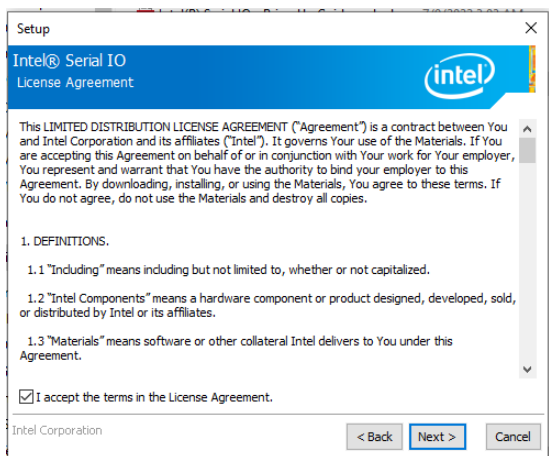 Setup
Intel® Serial IO
License Agreement
intel
This LIMITED DISTRIBUTION LICENSE AGREEMENT ("Agreement") is a contract between You
and Intel Corporation and its affiliates ("Intel"). It governs Your use of the Materials. If You
are accepting this Agreement on behalf of or in conjunction with Your work for Your employer,
You represent and warrant that You have the authority to bind your employer to this
Agreement. By downloading, installing, or using the Materials, You agree to these terms. If
You do not agree, do not use the Materials and destroy all copies.
1. DEFINITIONS.
1.1 "Including" means including but not limited to, whether or not capitalized.
1.2 "Intel Components" means a hardware component or product designed, developed, sold,
or distributed by Intel or its affiliates.
1.3 "Materials" means software or other collateral Intel delivers to You under this
Agreement.
I accept the terms in the License Agreement.
Intel Corporation
< Back Next > Cancel